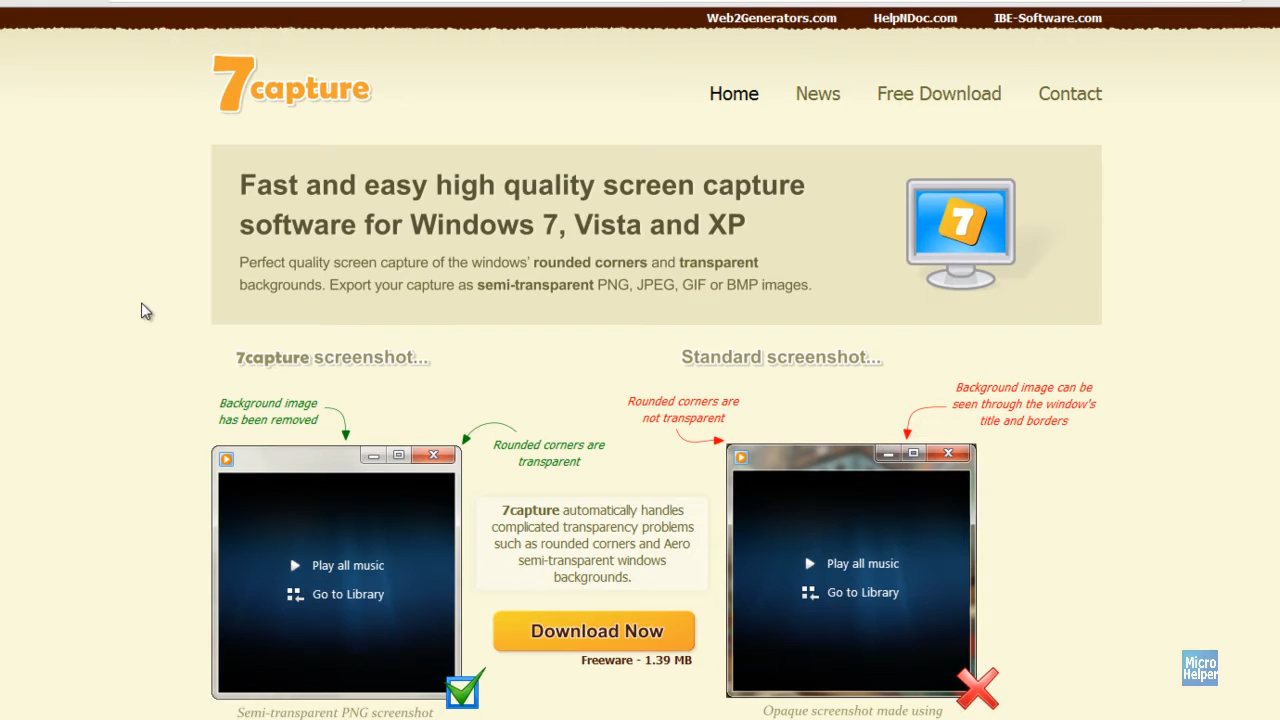 Web2Generators.com HelpNDoc.com IBE-Software.com
7capture
Home News Free Download Contact
Fast and easy high quality screen capture
software for Windows 7, Vista and XP
Perfect quality screen capture of the windows' rounded corners and transparent
backgrounds. Export your capture as semi-transparent PNG, JPEG, GIF or BMP images.
7
7capture screenshot...
Standard screenshot...
Background image
has been removed
Rounded corners are
transparent
Rounded corners are
not transparent
Background image can be
seen through the window's
title and borders
Play all music
Go to Library
7capture automatically handles
complicated transparency problems
such as rounded corners and Aero
semi-transparent windows
backgrounds.
Download Now
Freeware - 1.39 MB
Play all music
Go to Library
Semi-transparent PNG screenshot
Opaque screenshot made using
Micro
Helper